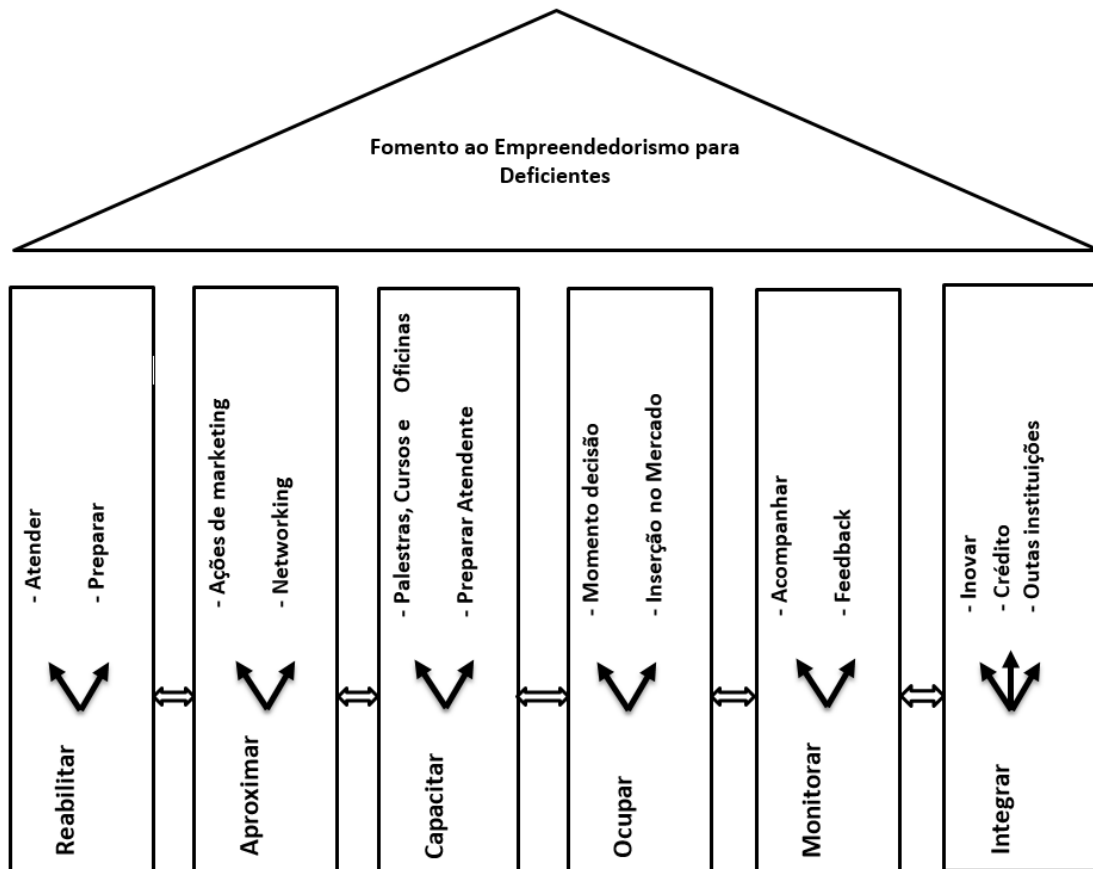 Fomento ao Empreendedorismo para
Deficientes
Reabilitar
- Atender
- Preparar
Aproximar
- Ações de marketing
- Networking
Capacitar
- Palestras, Cursos e Oficinas
- Preparar Atendente
Ocupar
- Momento decisão
- Inserção no Mercado
Monitorar
- Acompanhar
- Feedback
Integrar
- Inovar
- Crédito
- Outas instituições